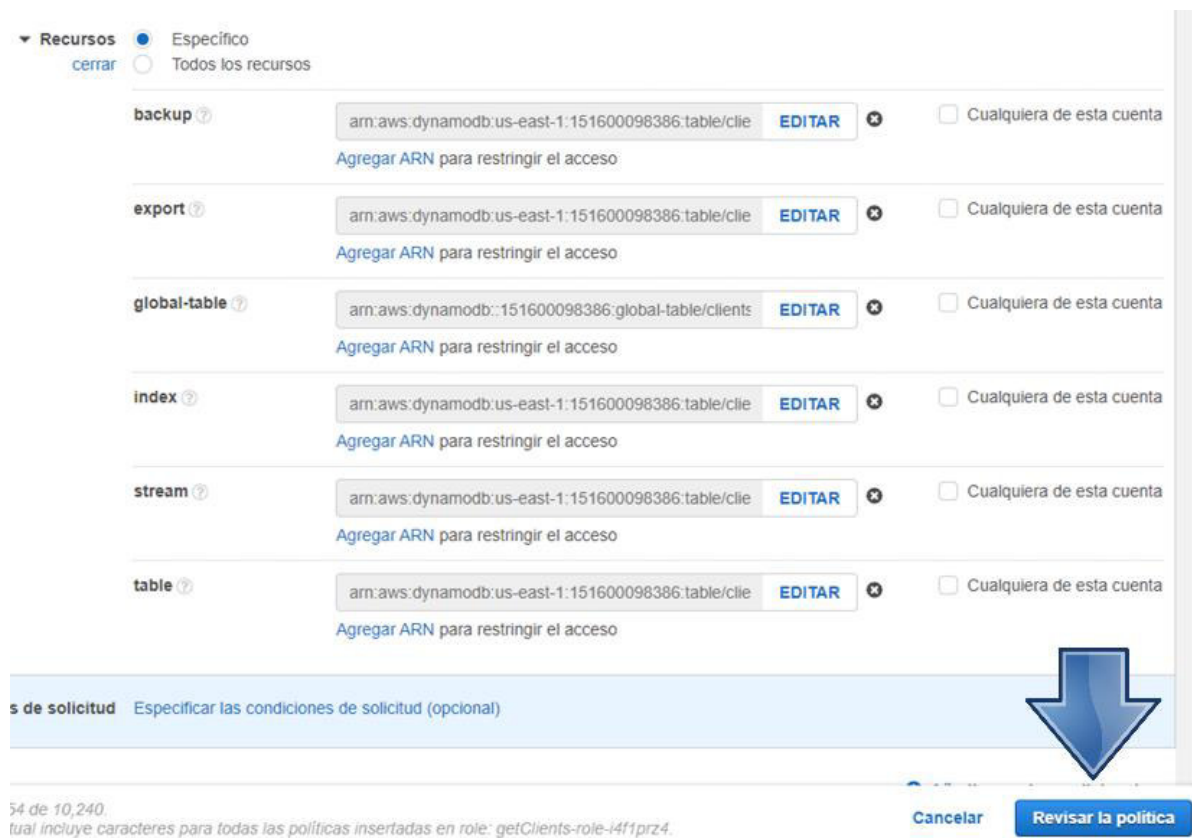 Recursos Específico
cerrar Todos los recursos
backup arn:aws:dynamodb:us-east-1:151600098386:table/clie EDITAR Cualquiera de esta cuenta
Agregar ARN para restringir el acceso
export arn:aws:dynamodb:us-east-1:151600098386:table/clie EDITAR Cualquiera de esta cuenta
Agregar ARN para restringir el acceso
global-table arn:aws:dynamodb::151600098386:global-table/clients EDITAR Cualquiera de esta cuenta
Agregar ARN para restringir el acceso
index arn:aws:dynamodb:us-east-1:151600098386:table/clie EDITAR Cualquiera de esta cuenta
Agregar ARN para restringir el acceso
stream arn:aws:dynamodb:us-east-1:151600098386:table/clie EDITAR Cualquiera de esta cuenta
Agregar ARN para restringir el acceso
table arn:aws:dynamodb:us-east-1:151600098386:table/clie EDITAR Cualquiera de esta cuenta
Agregar ARN para restringir el acceso
s de solicitud Especificar las condiciones de solicitud (opcional)
54 de 10,240.
tual incluye caracteres para todas las políticas insertadas en role: getClients-role-i4f1prz4.
Cancelar Revisar la política